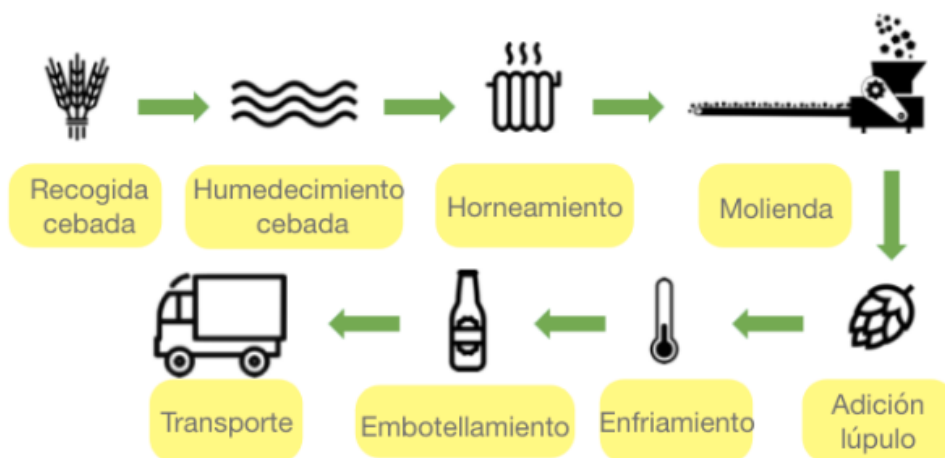 Recogida
cebada
Humedecimiento
cebada
Horneamiento
Molienda
Transporte
Embotellamiento
Enfriamiento
Adición
lúpulo